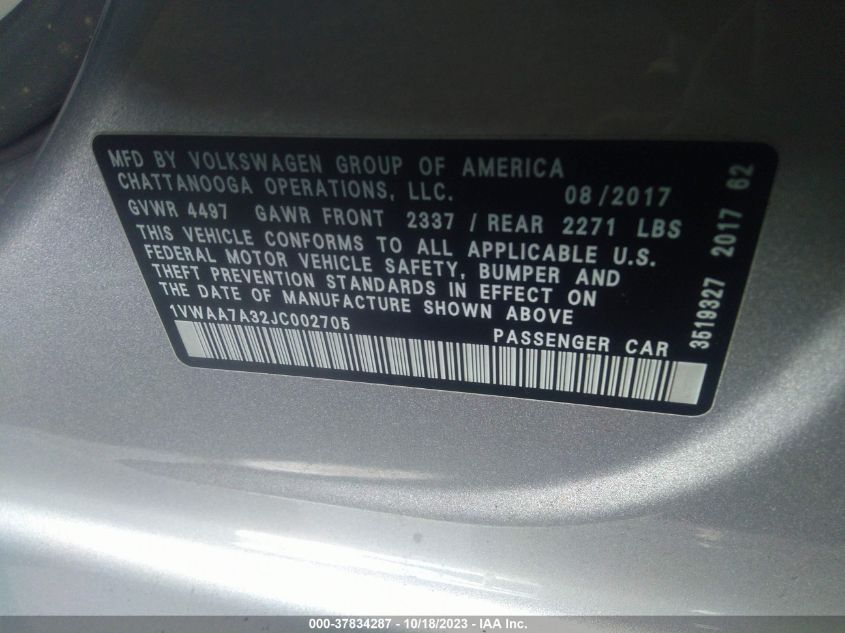 MFD BY VOLKSWAGEN GROUP OF AMERICA
CHATTANOOGA OPERATIONS, LLC. 08/2017
GVWR 4497 GAWR FRONT 2337 / REAR 2271 LBS
THIS VEHICLE CONFORMS TO ALL APPLICABLE U.S.
FEDERAL MOTOR VEHICLE SAFETY, BUMPER AND
THEFT PREVENTION STANDARDS IN EFFECT ON
THE DATE OF MANUFACTURE SHOWN ABOVE
1VWAA7A32JC002705
PASSENGER CAR
3519327 2017 62
000-37834287 - 10/18/2023 - IAA Inc.